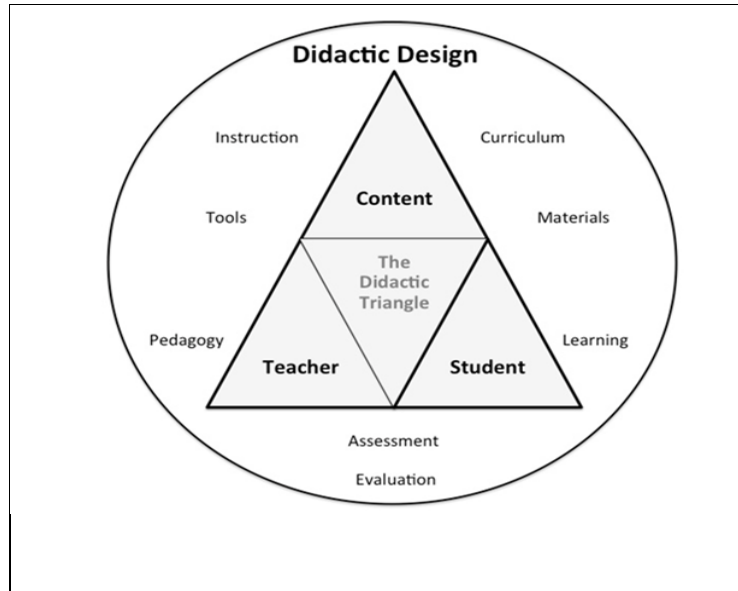 Didactic Design
Instruction
Curriculum
Content
Tools
Materials
The
Didactic
Triangle
Pedagogy
Learning
Teacher
Student
Assessment
Evaluation